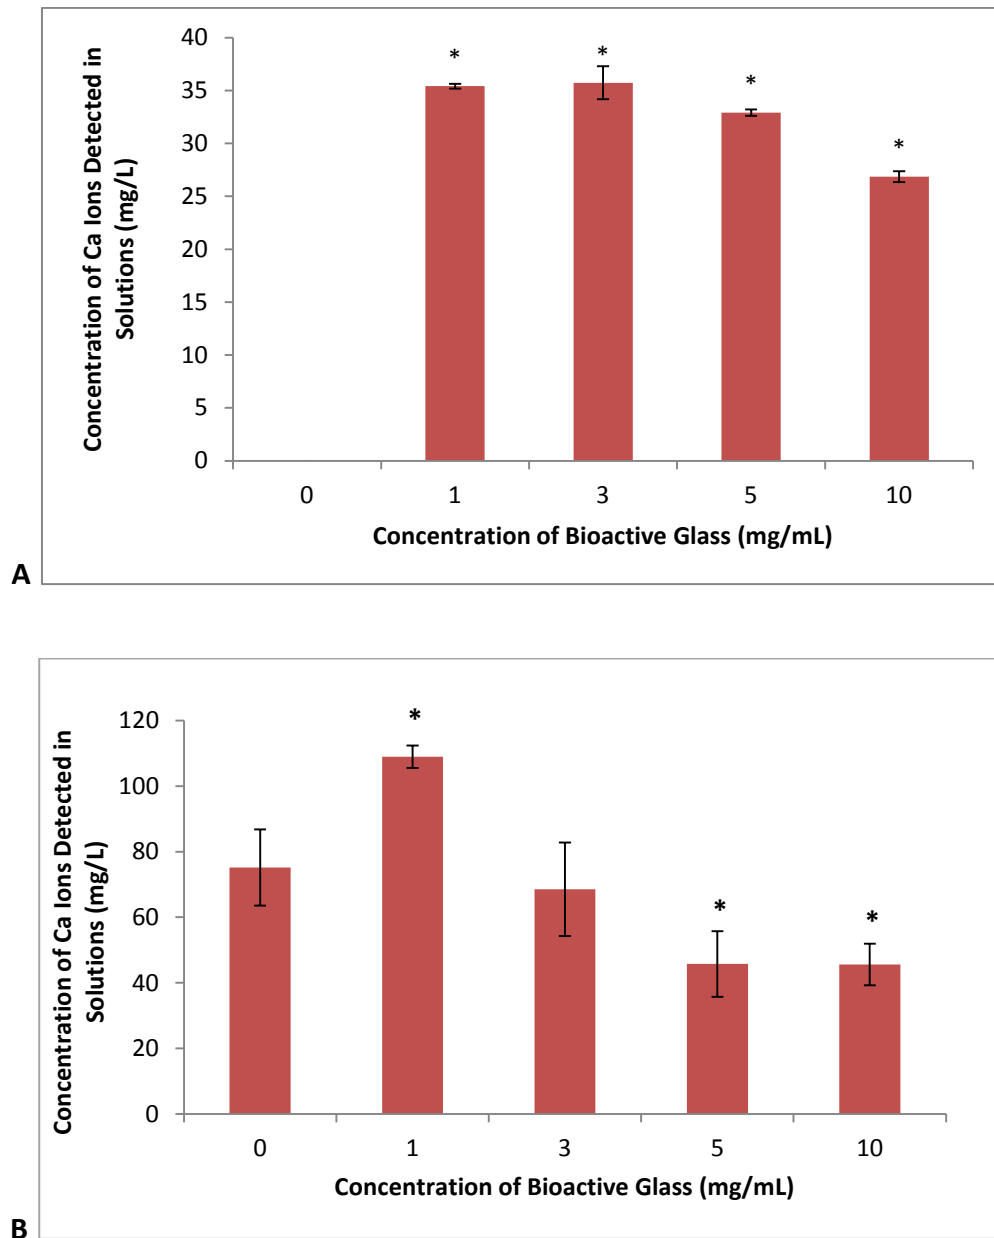 Concentration of Ca Ions Detected in
Solutions (mg/L)
40
35
30
25
20
15
10
5
0
*
*
*
*
0 1 3 5 10
Concentration of Bioactive Glass (mg/mL)
A
Concentration of Ca Ions Detected in
Solutions (mg/L)
120
100
80
60
40
20
0
*
*
*
0 1 3 5 10
Concentration of Bioactive Glass (mg/mL)
B